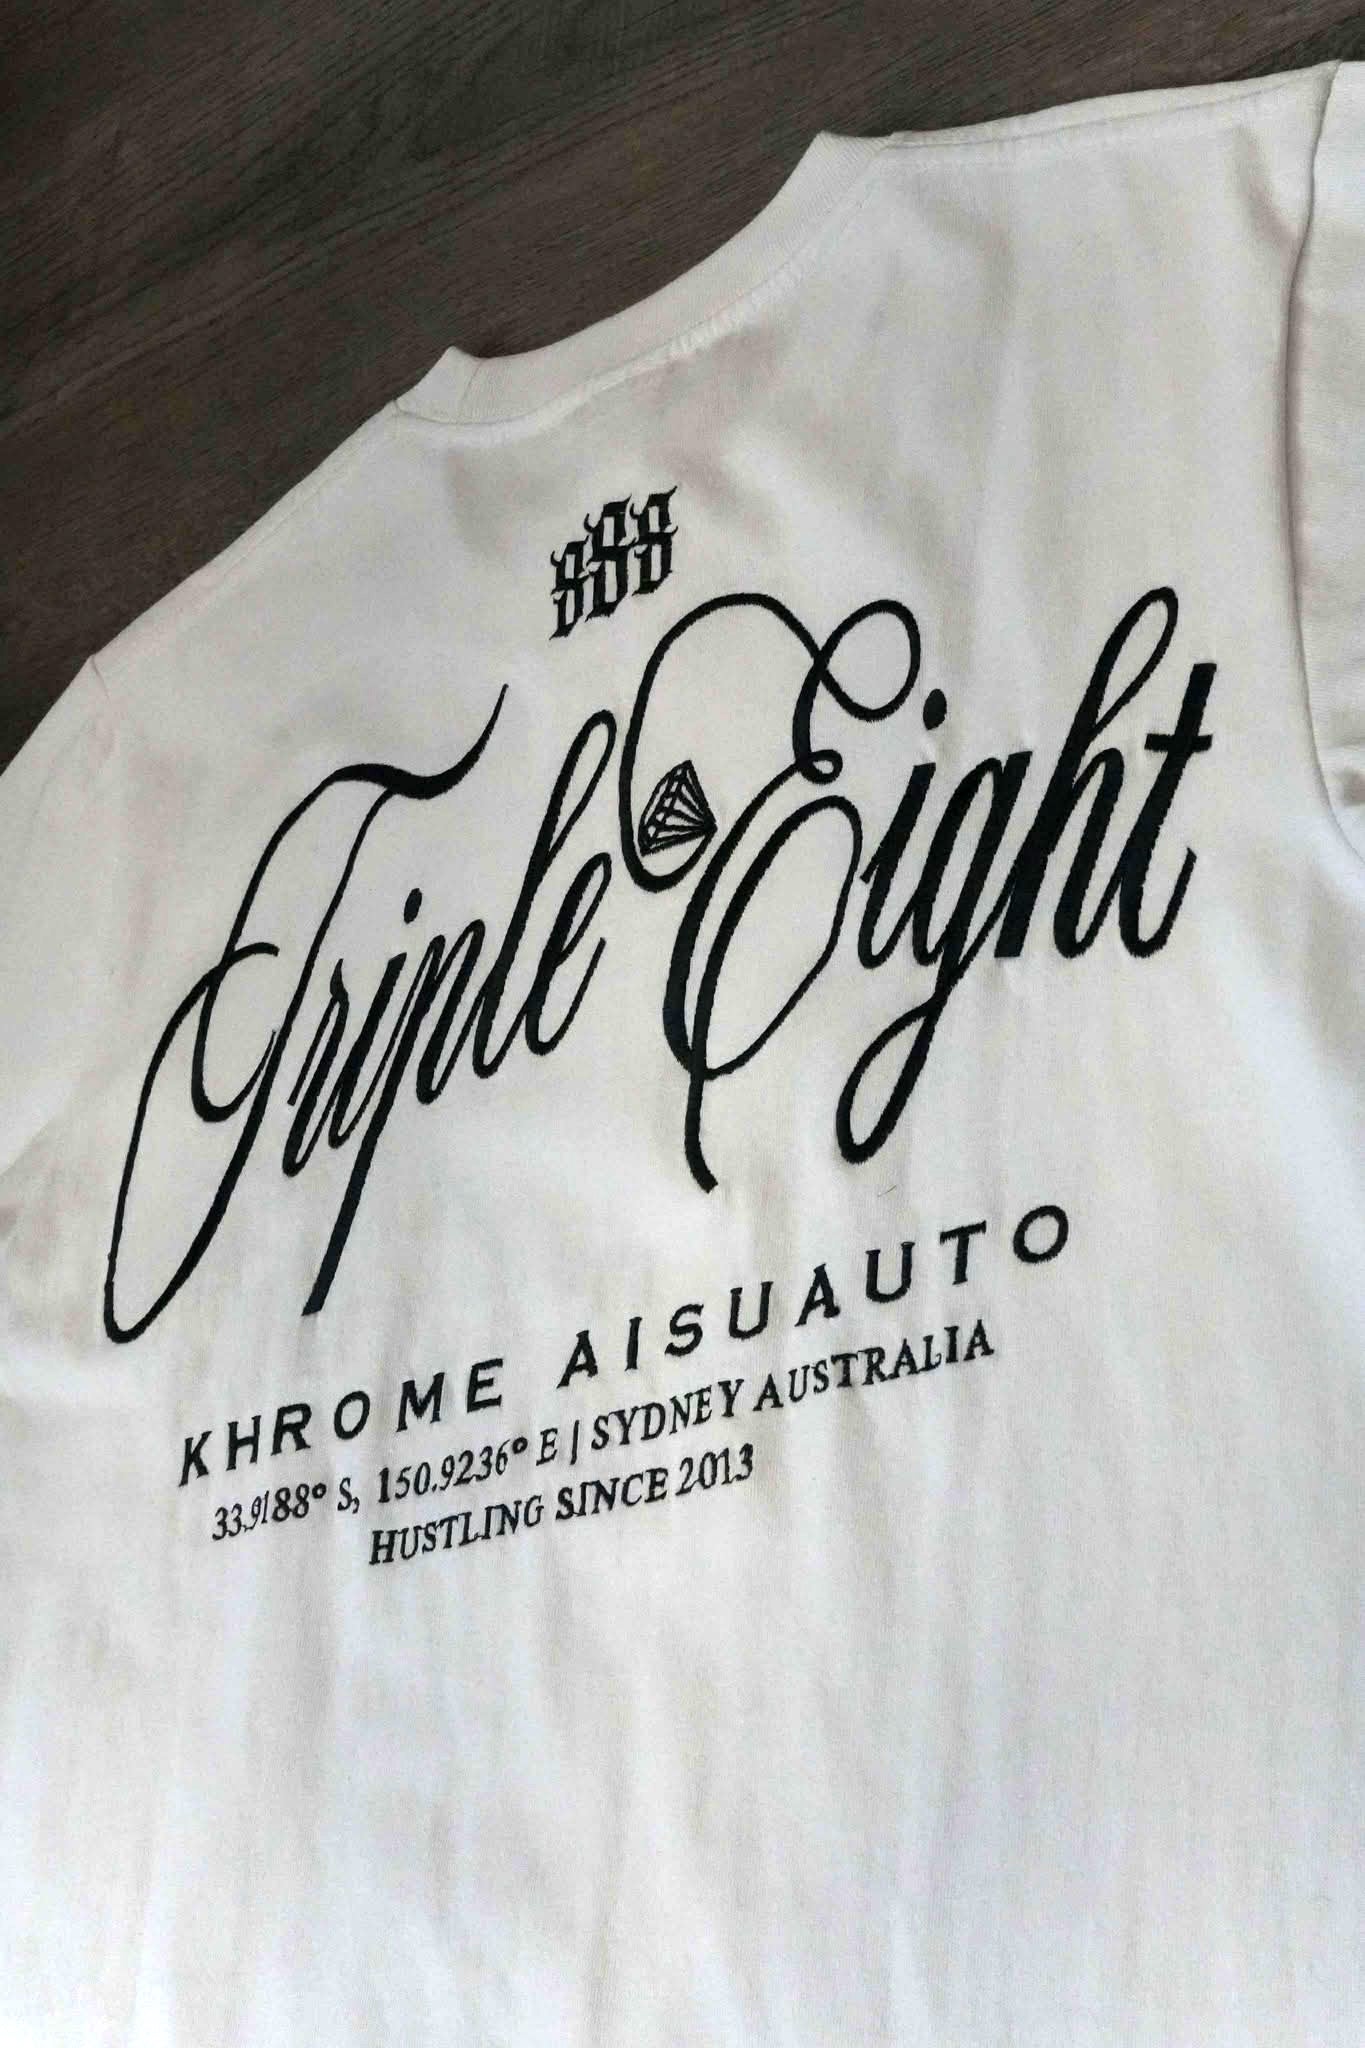 888
Triple Eight
KHROME AISUAUTO
33.9188° S, 150.9236° E | SYDNEY AUSTRALIA
HUSTLING SINCE 2013